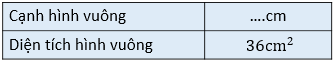 Cạnh hình vuông ….cm
Diện tích hình vuông 36cm²